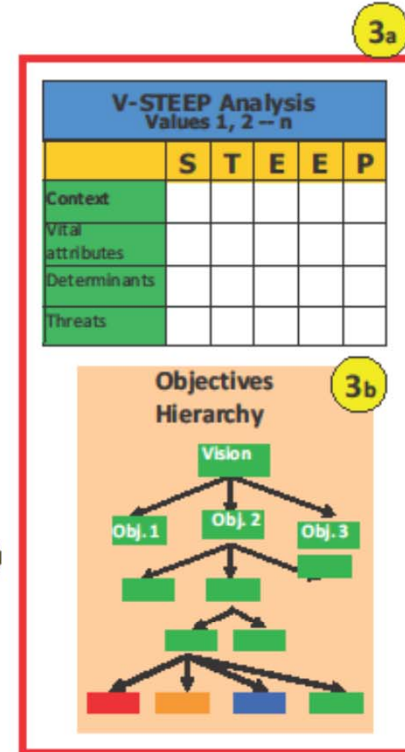 3a
V-STEEP Analysis
Values 1, 2 -- n
S T E E P
Context
Vital
attributes
Determinants
Threats
3b
Objectives
Hierarchy
Vision
Obj. 1
Obj. 2
Obj. 3